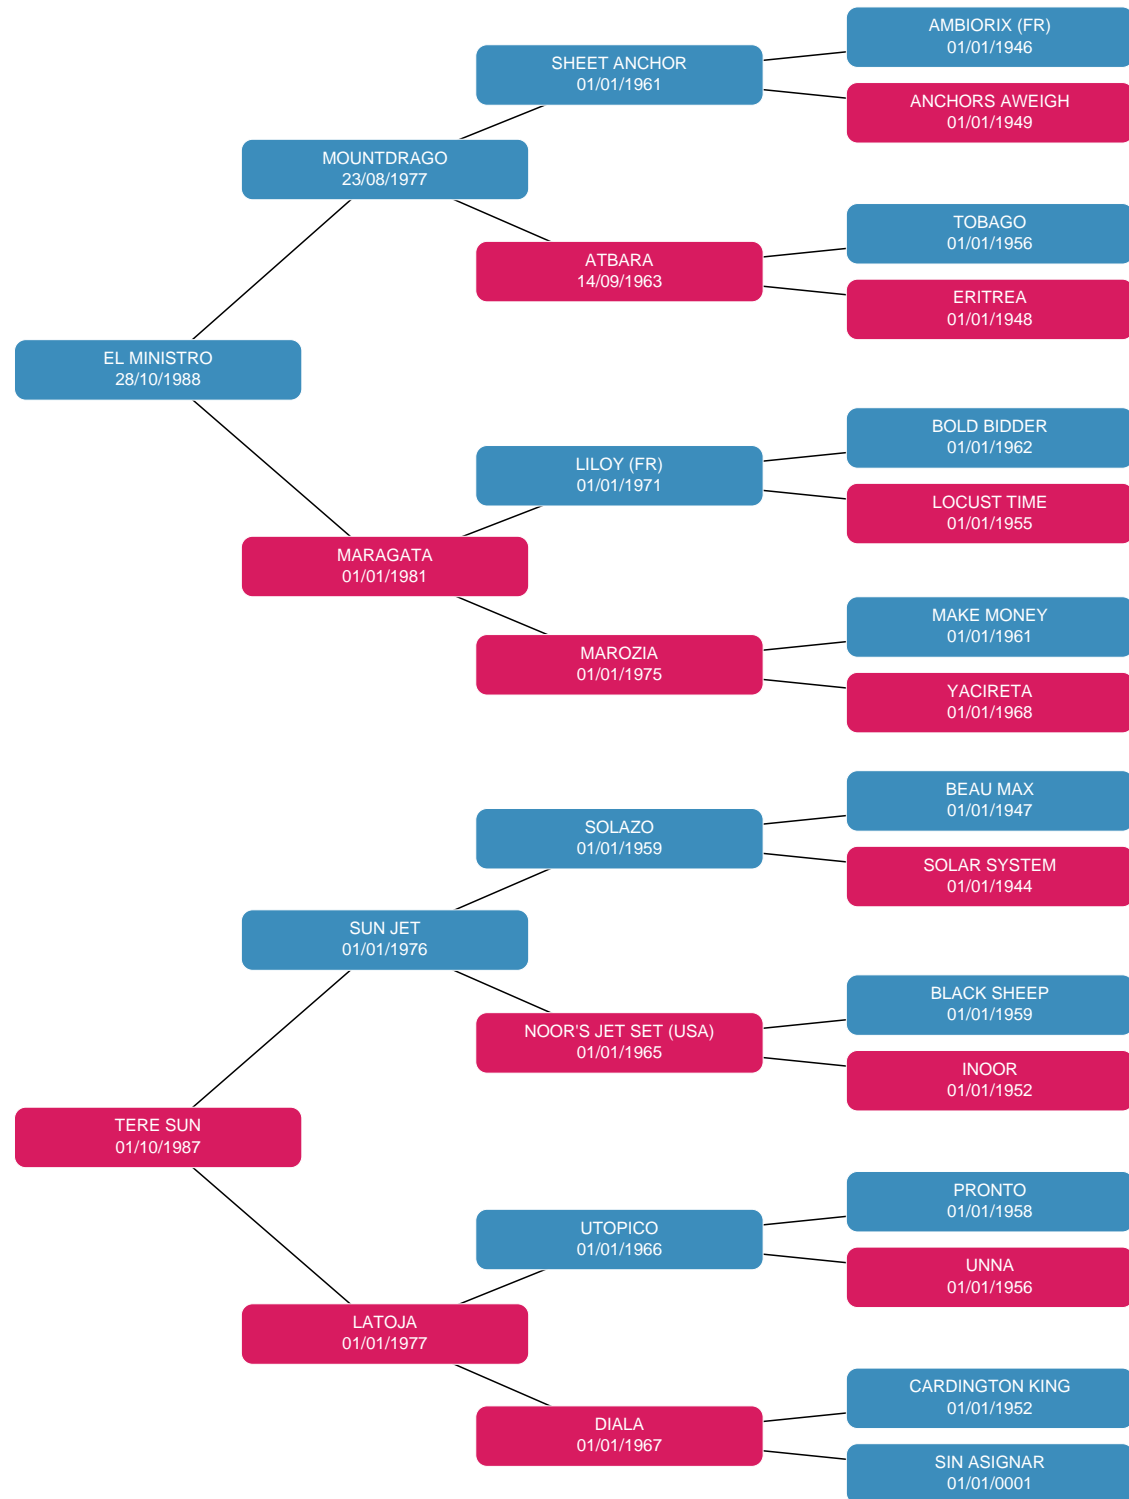 AMBIORIX (FR)
01/01/1946
SHEET ANCHOR
01/01/1961
ANCHORS AWEIGH
01/01/1949
MOUNTDRAGO
23/08/1977
TOBAGO
01/01/1956
ATBARA
14/09/1963
ERITREA
01/01/1948
EL MINISTRO
28/10/1988
BOLD BIDDER
01/01/1962
LILOY (FR)
01/01/1971
LOCUST TIME
01/01/1955
MARAGATA
01/01/1981
MAKE MONEY
01/01/1961
MAROZIA
01/01/1975
YACIRETA
01/01/1968
BEAU MAX
01/01/1947
SOLAZO
01/01/1959
SOLAR SYSTEM
01/01/1944
SUN JET
01/01/1976
BLACK SHEEP
01/01/1959
NOOR'S JET SET (USA)
01/01/1965
INOOR
01/01/1952
TERE SUN
01/10/1987
PRONTO
01/01/1958
UTOPICO
01/01/1966
UNNA
01/01/1956
LATOJA
01/01/1977
CARDINGTON KING
01/01/1952
DIALA
01/01/1967
SIN ASIGNAR
01/01/0001